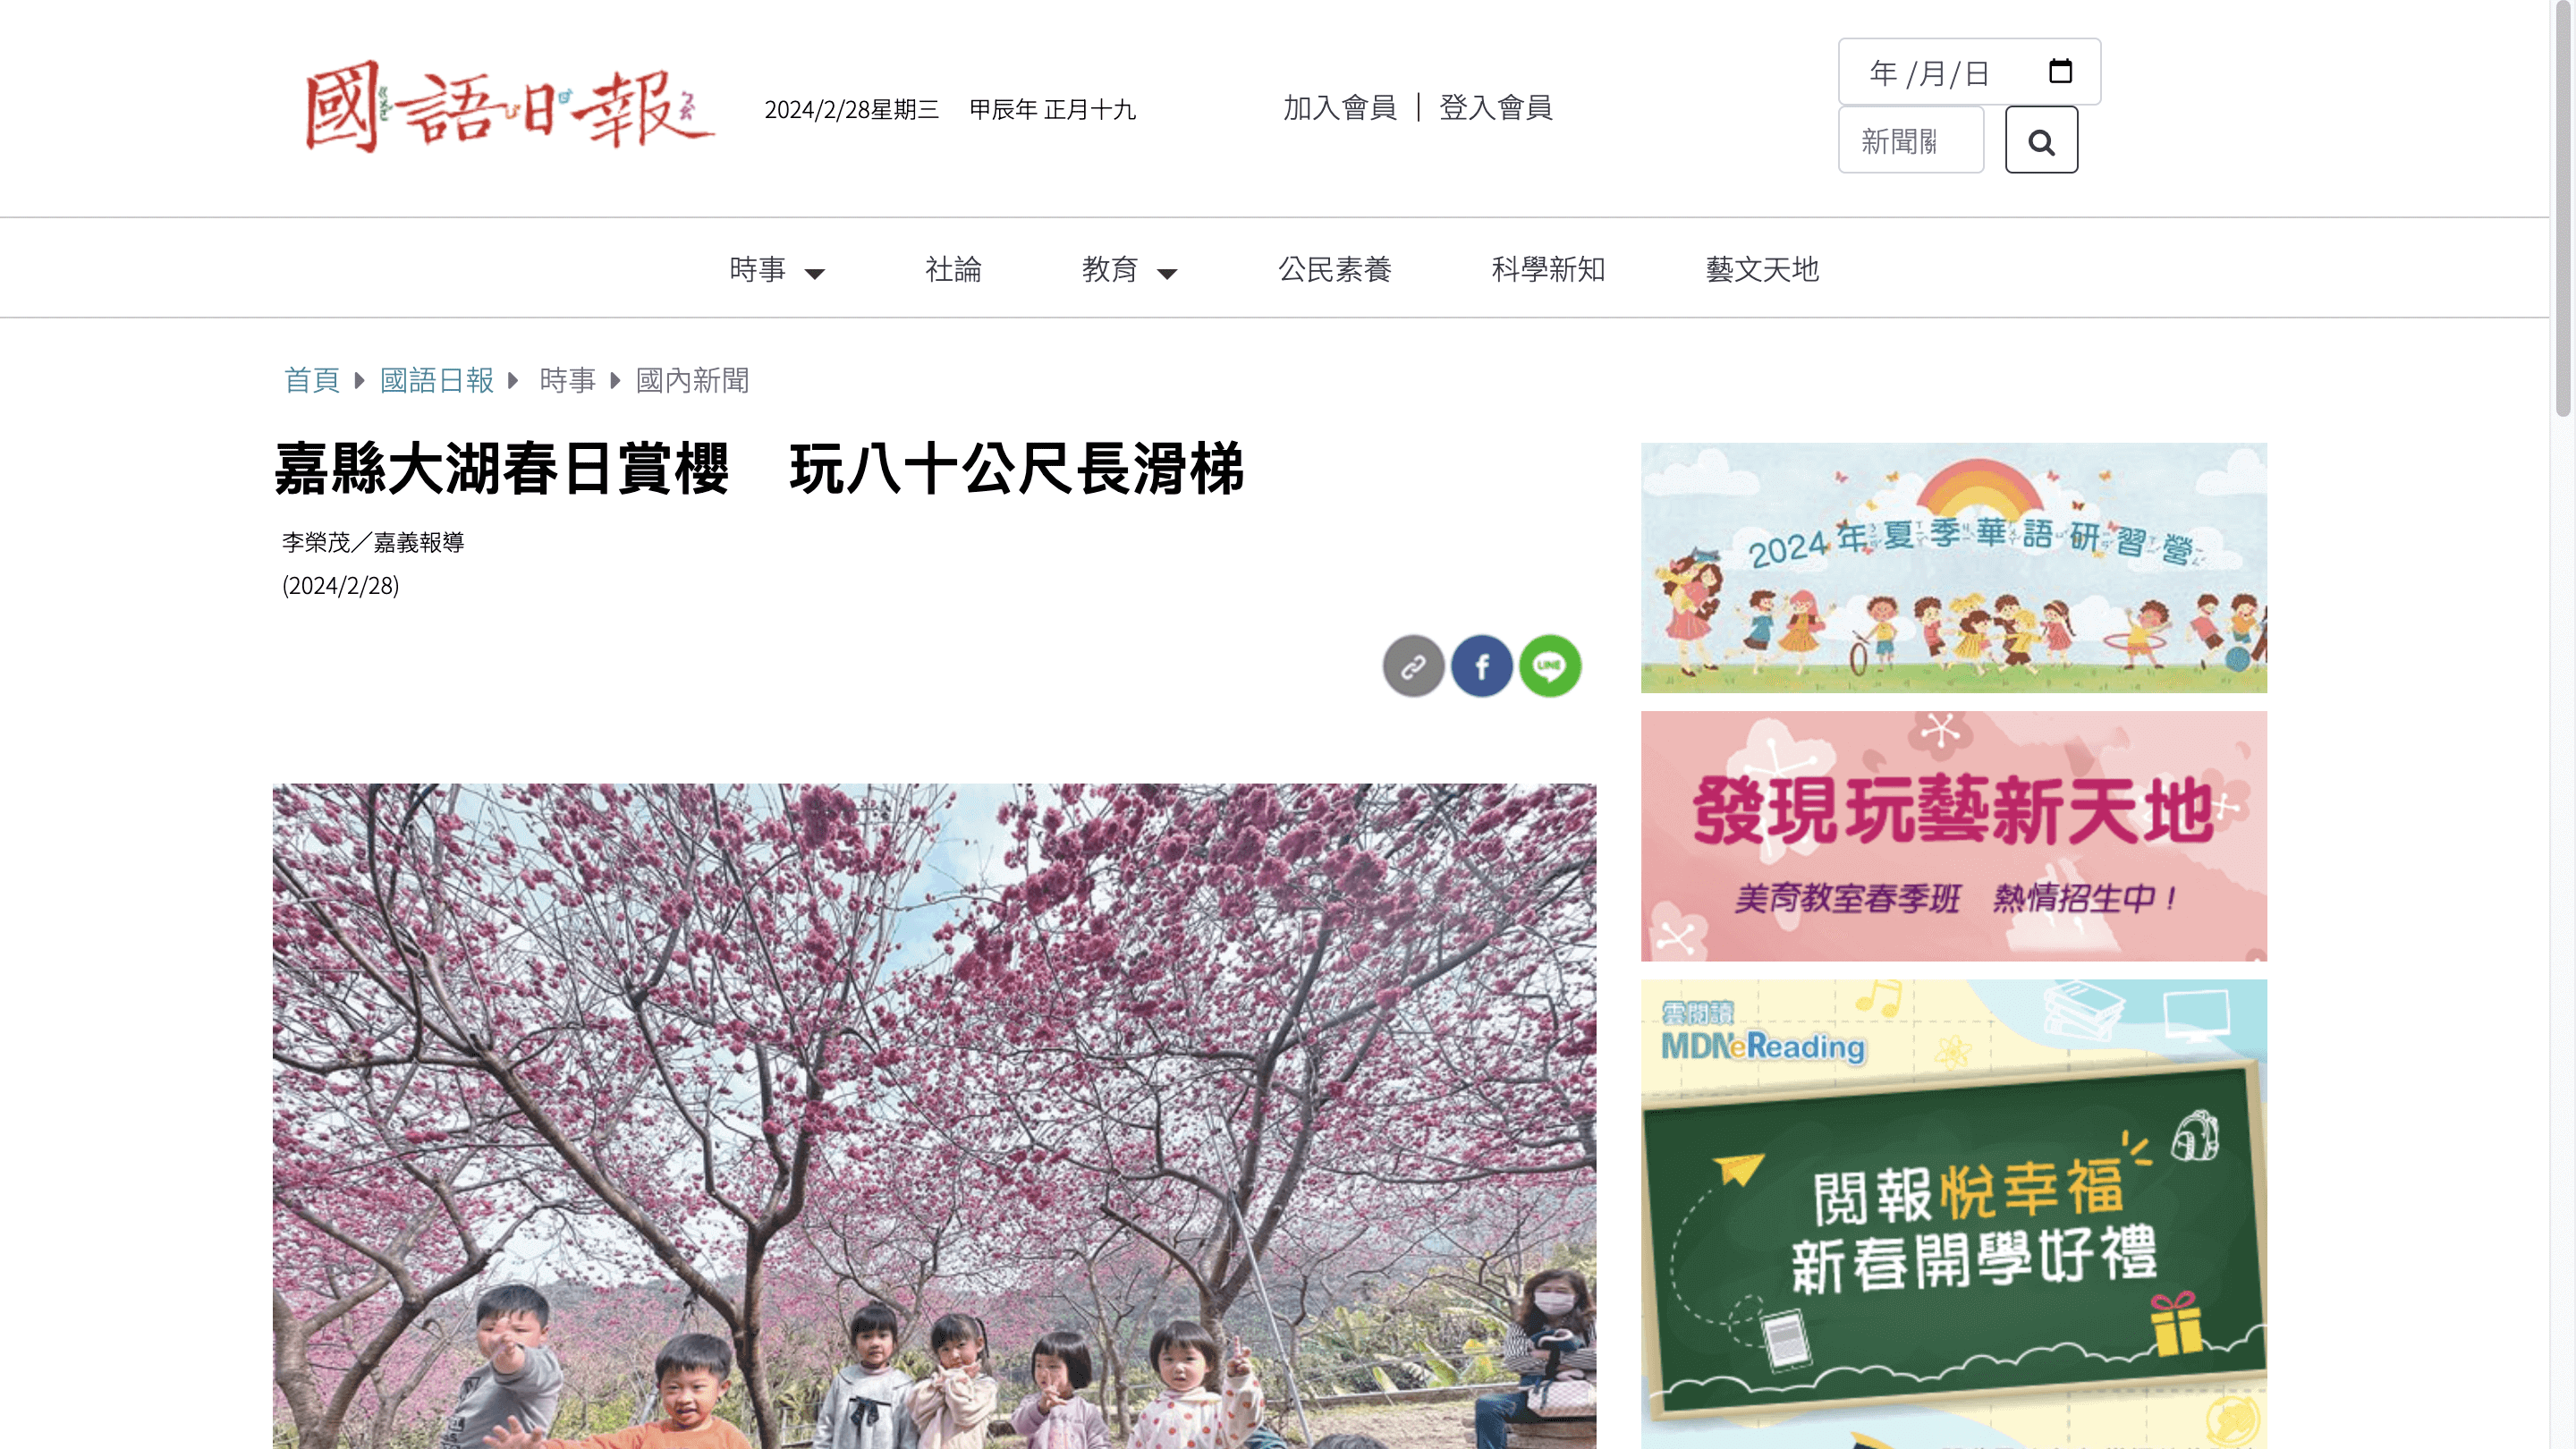 國語日報
2024/2/28星期三 甲辰年 正月十九
加入會員 | 登入會員
年 /月/日
新聞關
時事 社論 教育 公民素養 科學新知 藝文天地
首頁 國語日報 時事 國內新聞
嘉縣大湖春日賞櫻 玩八十公尺長滑梯
李榮茂／嘉義報導
(2024/2/28)
LINE
2024年夏季華語研習營
發現玩藝新天地
美育教室春季班 熱情招生中！
雲閱讀
MDNeReading
閱報悅幸福
新春開學好禮